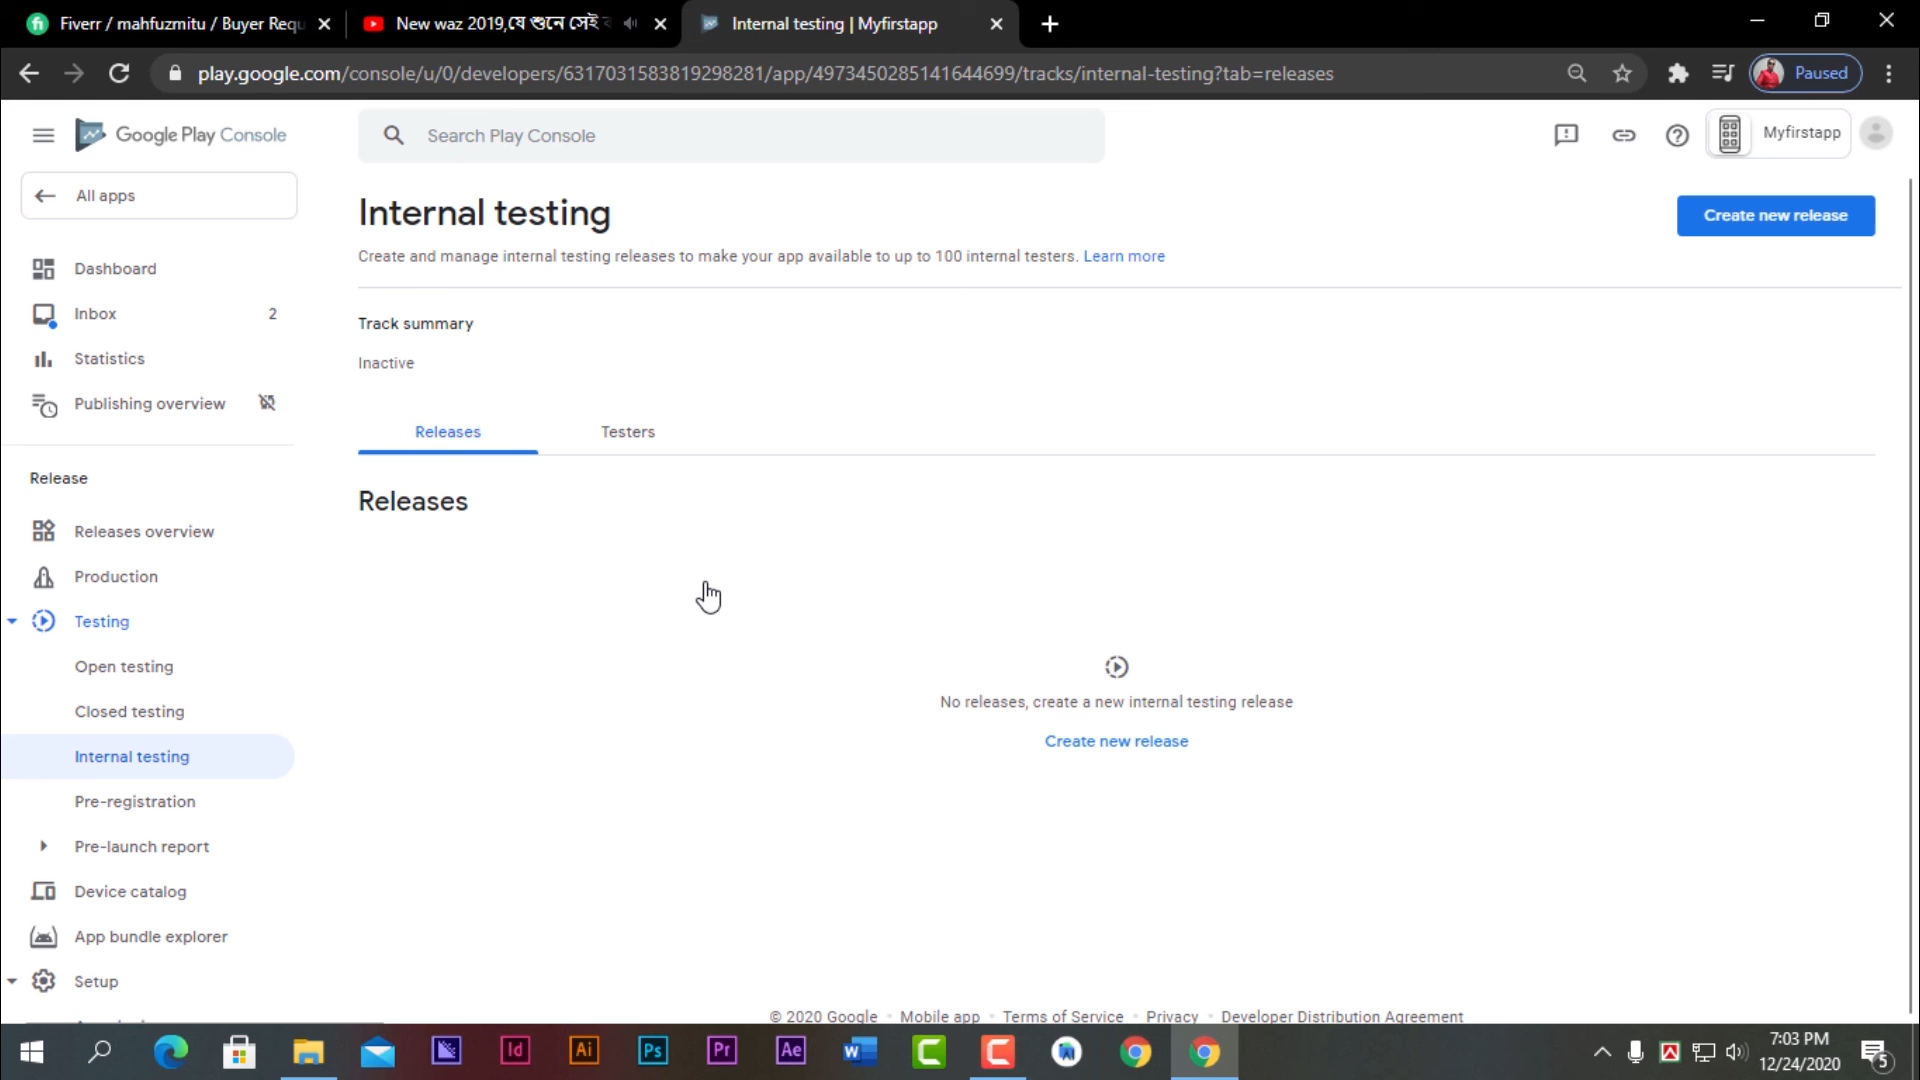 Fiverr / mahfuzmitu / Buyer Requ
New waz 2019,যে শুনে সেই
Internal testing | Myfirstapp
play.google.com/console/u/0/developers/6317031583819298281/app/4973450285141644699/tracks/internal-testing?tab=releases
Paused
Google Play Console
Search Play Console
Myfirstapp
All apps
Internal testing
Create new release
Create and manage internal testing releases to make your app available to up to 100 internal testers. Learn more
Dashboard
Inbox 2
Statistics
Publishing overview
Track summary
Inactive
Releases Testers
Release
Releases
Releases overview
Production
Testing
Open testing
Closed testing
Internal testing
Pre-registration
Pre-launch report
Device catalog
App bundle explorer
Setup
No releases, create a new internal testing release
Create new release
© 2020 Google · Mobile app · Terms of Service · Privacy · Developer Distribution Agreement
Id Ai Ps Pr Ae W
7:03 PM
12/24/2020
5